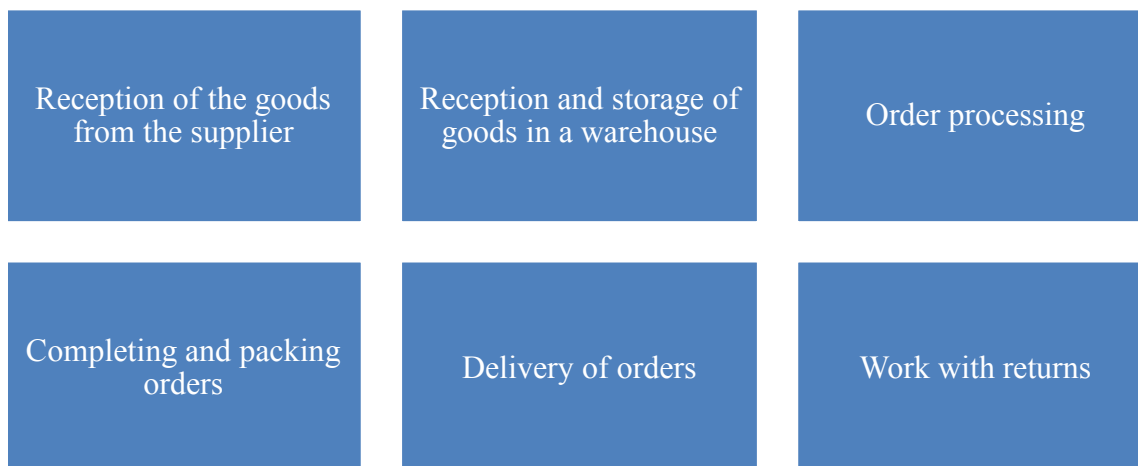 Reception of the goods
from the supplier
Reception and storage of
goods in a warehouse
Order processing
Completing and packing
orders
Delivery of orders
Work with returns